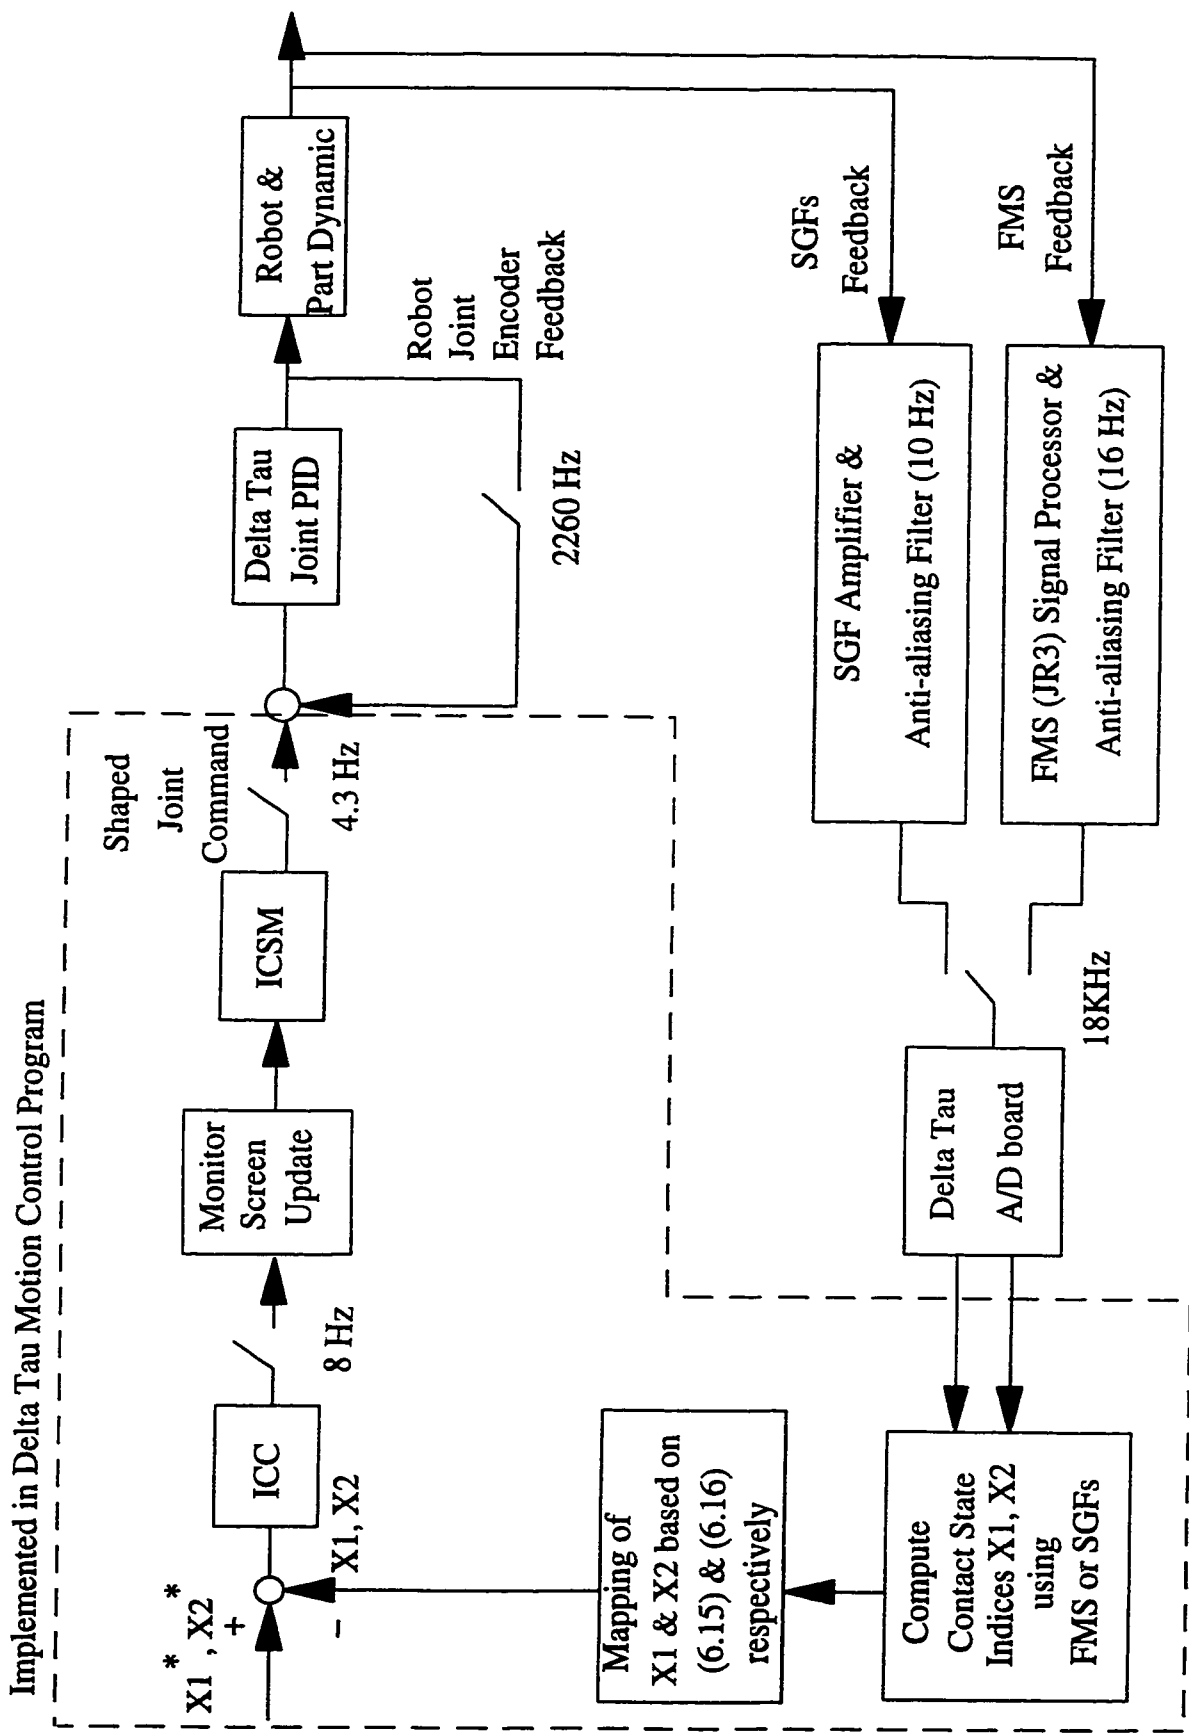 Implemented in Delta Tau Motion Control Program
X1*, X2*
+
−
X1, X2
ICC
8 Hz
Monitor
Screen
Update
ICSM
Shaped
Joint
Command
4.3 Hz
Delta Tau
Joint PID
2260 Hz
Robot
Joint
Encoder
Feedback
Robot &
Part Dynamic
SGFs
Feedback
FMS
Feedback
SGF Amplifier &
Anti-aliasing Filter (10 Hz)
FMS (JR3) Signal Processor &
Anti-aliasing Filter (16 Hz)
18KHz
Delta Tau
A/D board
Compute
Contact State
Indices X1, X2
using
FMS or SGFs
Mapping of
X1 & X2 based on
(6.15) & (6.16)
respectively